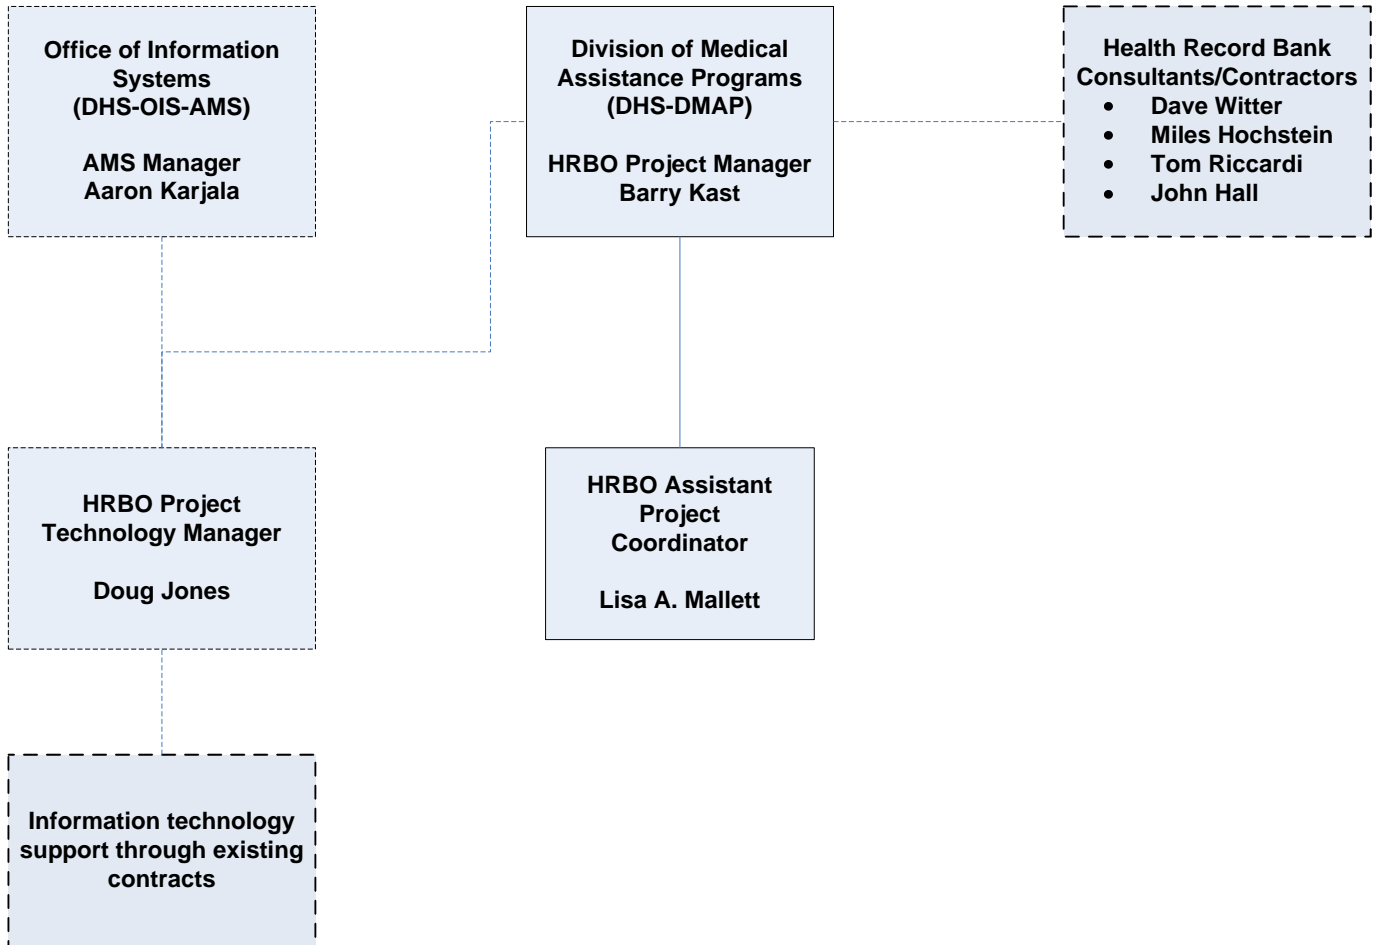 Office of Information
Systems
(DHS-OIS-AMS)
AMS Manager
Aaron Karjala
Division of Medical
Assistance Programs
(DHS-DMAP)
HRBO Project Manager
Barry Kast
Health Record Bank
Consultants/Contractors
• Dave Witter
• Miles Hochstein
• Tom Riccardi
• John Hall
HRBO Project
Technology Manager
Doug Jones
HRBO Assistant
Project
Coordinator
Lisa A. Mallett
Information technology
support through existing
contracts